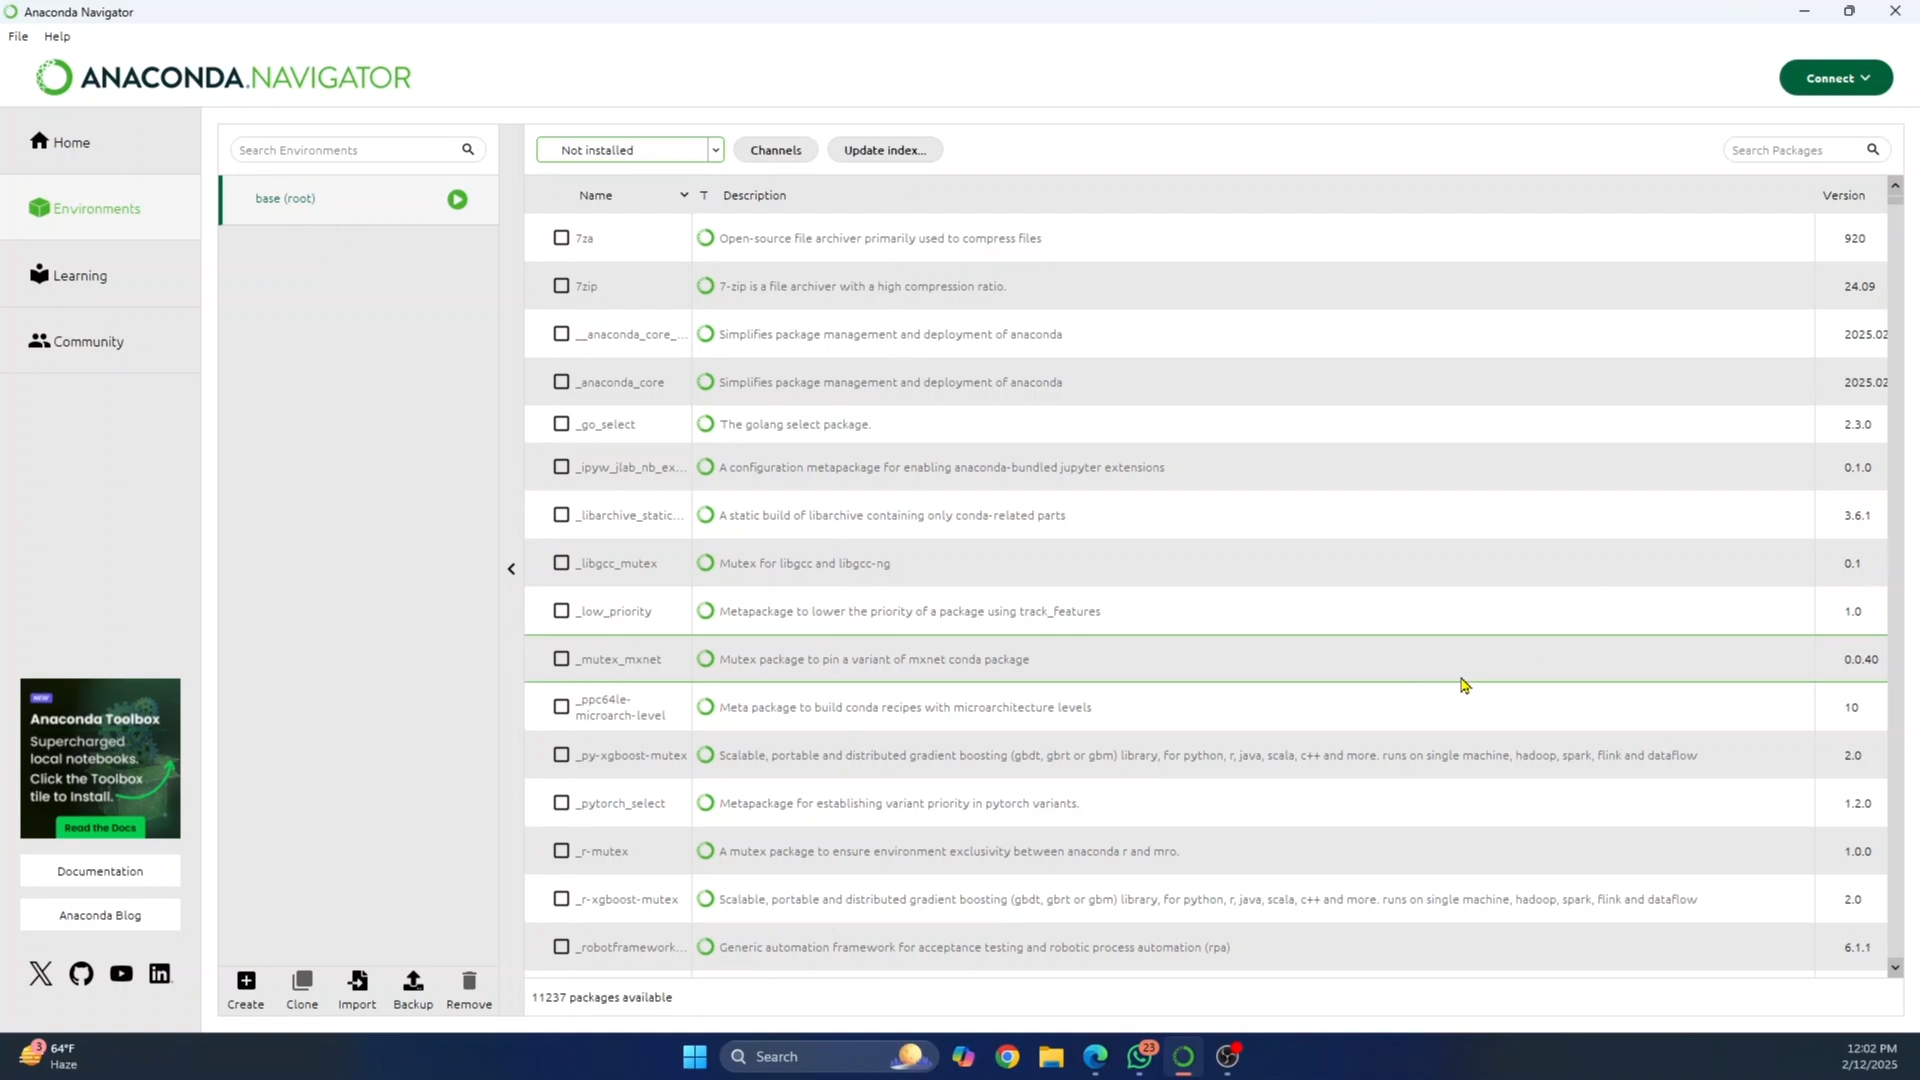 Anaconda Navigator
File Help
ANACONDA.NAVIGATOR
Connect
Home
Environments
Learning
Community
NEW
Anaconda Toolbox
Supercharged
local notebooks.
Click the Toolbox
tile to install.
Read the Docs
Documentation
Anaconda Blog
Search Environments
base (root)
Create Clone Import Backup Remove
Not installed Channels Update index... Search Packages
Name T Description Version
7za Open-source file archiver primarily used to compress files 920
7zip 7-zip is a file archiver with a high compression ratio. 24.09
__anaconda_core_... Simplifies package management and deployment of anaconda 2025.02
_anaconda_core Simplifies package management and deployment of anaconda 2025.02
_go_select The golang select package. 2.3.0
_ipyw_jlab_nb_ex... A configuration metapackage for enabling anaconda-bundled jupyter extensions 0.1.0
_libarchive_static... A static build of libarchive containing only conda-related parts 3.6.1
_libgcc_mutex Mutex for libgcc and libgcc-ng 0.1
_low_priority Metapackage to lower the priority of a package using track_features 1.0
_mutex_mxnet Mutex package to pin a variant of mxnet conda package 0.0.40
_ppc64le-
microarch-level Meta package to build conda recipes with microarchitecture levels 10
_py-xgboost-mutex Scalable, portable and distributed gradient boosting (gbdt, gbrt or gbm) library, for python, r, java, scala, c++ and more. runs on single machine, hadoop, spark, flink and dataflow 2.0
_pytorch_select Metapackage for establishing variant priority in pytorch variants. 1.2.0
_r-mutex A mutex package to ensure environment exclusivity between anaconda r and mro. 1.0.0
_r-xgboost-mutex Scalable, portable and distributed gradient boosting (gbdt, gbrt or gbm) library, for python, r, java, scala, c++ and more. runs on single machine, hadoop, spark, flink and dataflow 2.0
_robotframework... Generic automation framework for acceptance testing and robotic process automation (rpa) 6.1.1
11237 packages available
3
64°F
Haze
Search
23
12:02 PM
2/12/2025